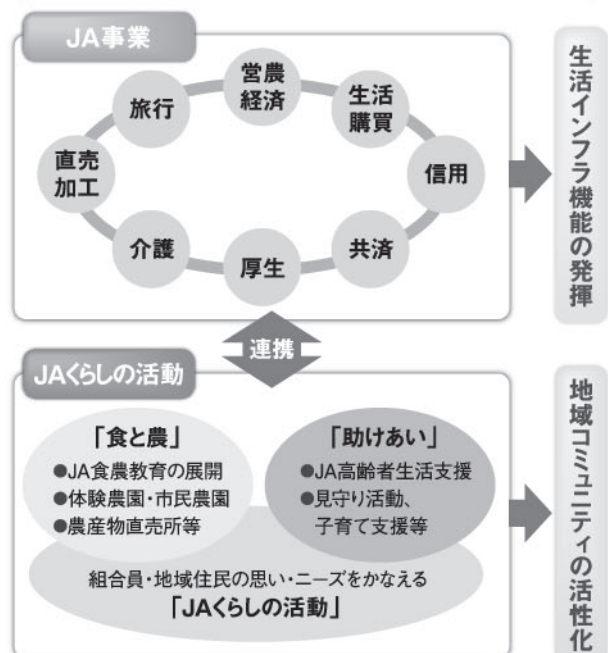 JA事業
営農
経済
生活
購買
信用
共済
厚生
介護
直売
加工
旅行
生活インフラ機能の発揮
連携
JAくらしの活動
「食と農」
●JA食農教育の展開
●体験農園・市民農園
●農産物直売所等
「助けあい」
●JA高齢者生活支援
●見守り活動、
子育て支援等
組合員・地域住民の思い・ニーズをかなえる
「JAくらしの活動」
地域コミュニティの活性化